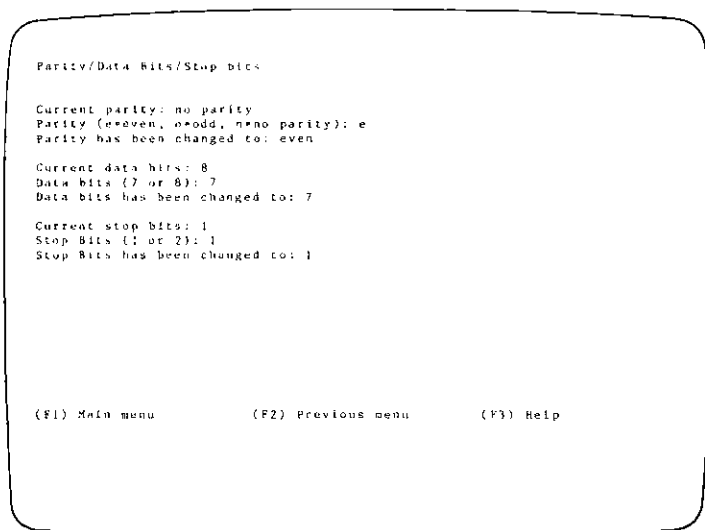 Parity/Data Bits/Stop bits
Current parity: no parity
Parity (e=even, o=odd, n=no parity): e
Parity has been changed to: even
Current data bits: 8
Data bits (7 or 8): 7
Data bits has been changed to: 7
Current stop bits: 1
Stop Bits (1 or 2): 1
Stop Bits has been changed to: 1
(F1) Main menu (F2) Previous menu (F3) Help